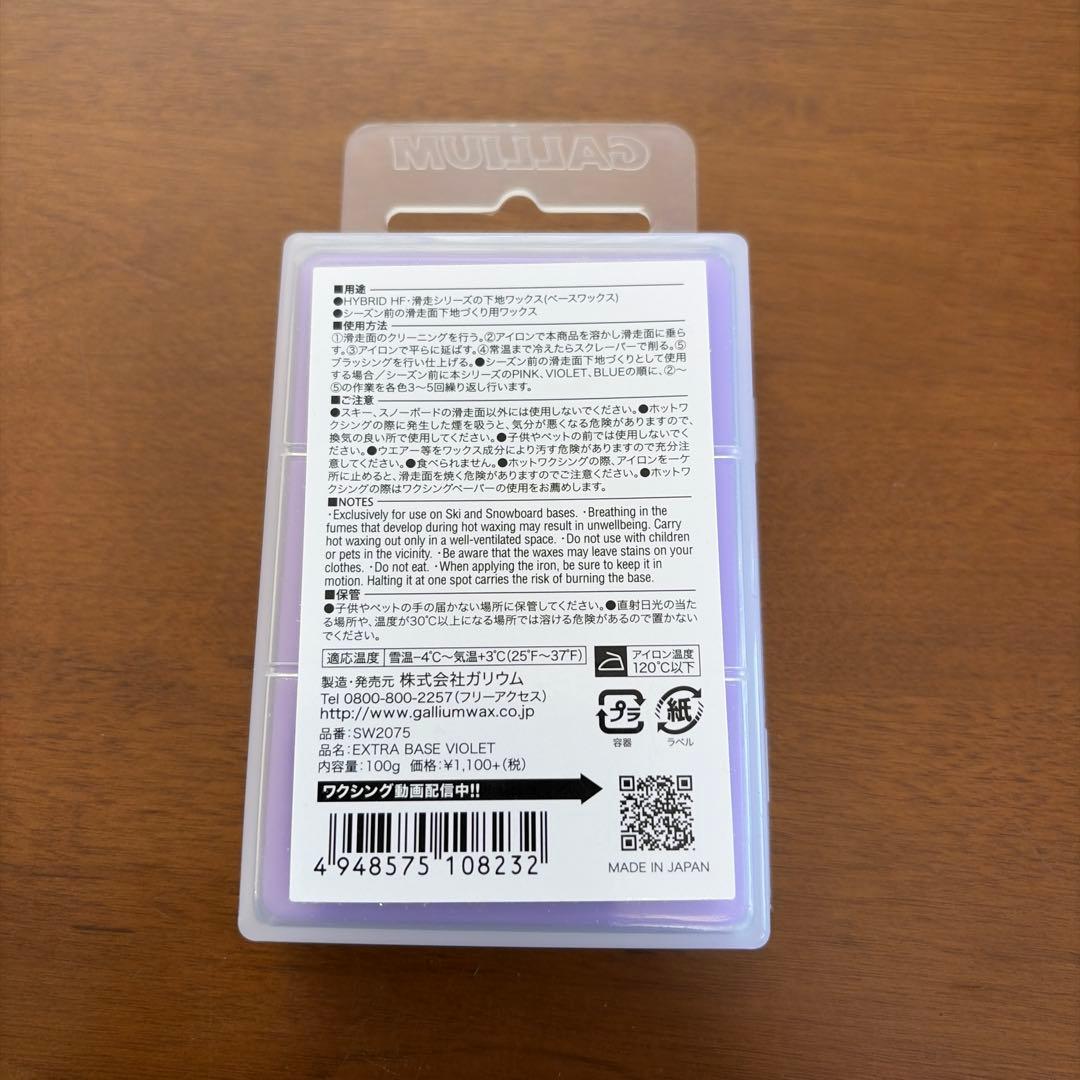 GALLIUM
■用途
●HYBRID HF・滑走シリーズの下地ワックス(ベースワックス)
●シーズン前の滑走面下地づくり用ワックス
■使用方法
①滑走面のクリーニングを行う。②アイロンで本商品を溶かし滑走面に垂ら
す。③アイロンで平らに延ばす。④常温まで冷えたらスクレーパーで削る。⑤
ブラッシングを行い仕上げる。●シーズン前の滑走面下地づくりとして使用
する場合／シーズン前に本シリーズのPINK、VIOLET、BLUEの順に、②～
⑤の作業を各色3～5回繰り返し行います。
■ご注意
●スキー、スノーボードの滑走面以外には使用しないでください。●ホットワ
クシングの際に発生した煙を吸うと、気分が悪くなる危険がありますので、
換気の良い所で使用してください。●子供やペットの前では使用しないでく
ださい。●ウエアー等をワックス成分により汚す危険がありますので充分注
意してください。●食べられません。●ホットワクシングの際、アイロンを一ケ
所に止めると、滑走面を焼く危険がありますのでご注意ください。●ホットワ
クシングの際はワクシングペーパーの使用をお薦めします。
■NOTES
・Exclusively for use on Ski and Snowboard bases. ・Breathing in the
fumes that develop during hot waxing may result in unwellbeing. Carry
hot waxing out only in a well-ventilated space. ・Do not use with children
or pets in the vicinity. ・Be aware that the waxes may leave stains on your
clothes. ・Do not eat. ・When applying the iron, be sure to keep it in
motion. Halting it at one spot carries the risk of burning the base.
■保管
●子供やペットの手の届かない場所に保管してください。●直射日光の当た
る場所や、温度が30℃以上になる場所では溶ける危険があるので置かない
でください。
適応温度 雪温−4℃〜気温+3℃(25°F〜37°F)
アイロン温度
120℃以下
製造・発売元 株式会社ガリウム
Tel 0800-800-2257(フリーアクセス)
http://www.galliumwax.co.jp
品番：SW2075
品名：EXTRA BASE VIOLET
内容量：100g 価格：¥1,100+(税)
プラ
容器
紙
ラベル
ワクシング動画配信中!!
4 948575 108232
MADE IN JAPAN